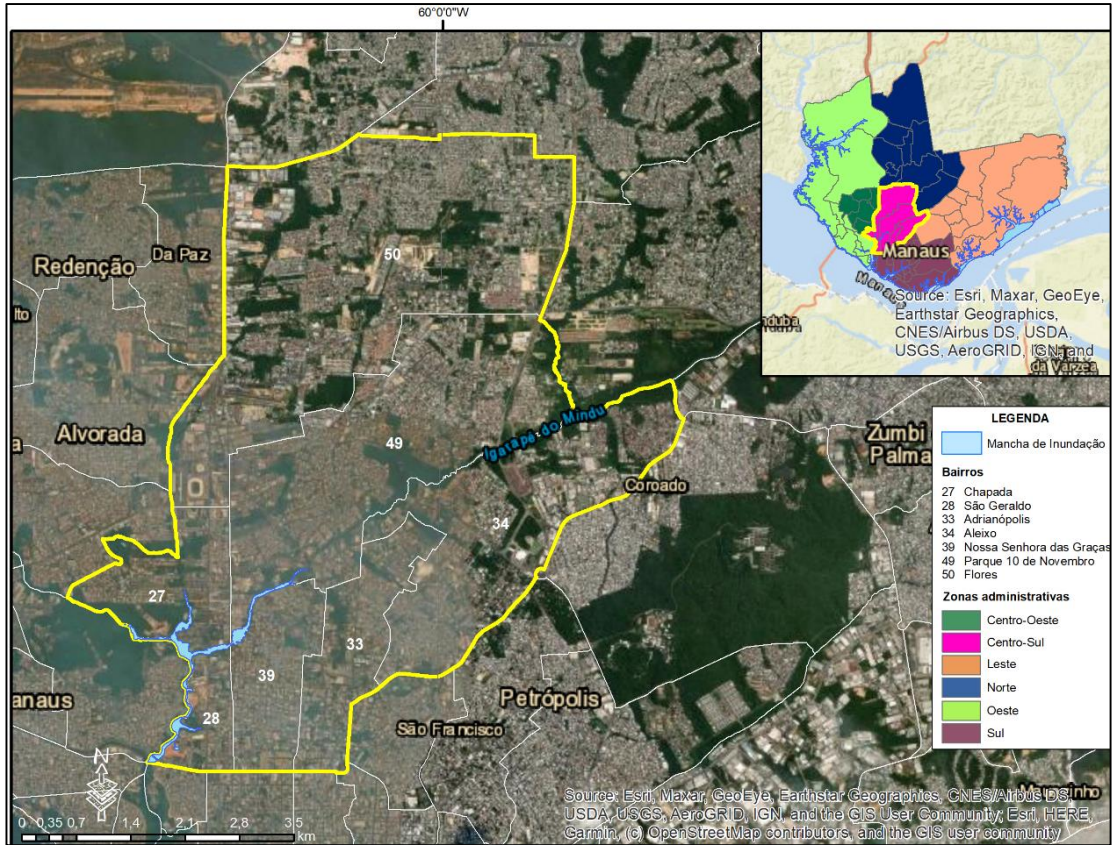 60°0'0"W
Redenção
Da Paz
lto
Alvorada
a
50
49
Igarapé do Mindu
34
Coroado
Zumbi
Palma
27
33
39
28
anaus
Petrópolis
São Francisco
N
0 0.35 0.7 1.4 2.1 2.8 3.5
km
Source: Esri, Maxar, GeoEye, Earthstar Geographics, CNES/Airbus DS,
USDA, USGS, AeroGRID, IGN, and the GIS User Community; Esri, HERE,
Garmin, (c) OpenStreetMap contributors, and the GIS user community
Manaus
Manaus
nduba
Source: Esri, Maxar, GeoEye,
Earthstar Geographics,
CNES/Airbus DS, USDA,
USGS, AeroGRID, IGN, and
da Várzea
LEGENDA
Mancha de Inundação
Bairros
27 Chapada
28 São Geraldo
33 Adrianópolis
34 Aleixo
39 Nossa Senhora das Graças
49 Parque 10 de Novembro
50 Flores
Zonas administrativas
Centro-Oeste
Centro-Sul
Leste
Norte
Oeste
Sul